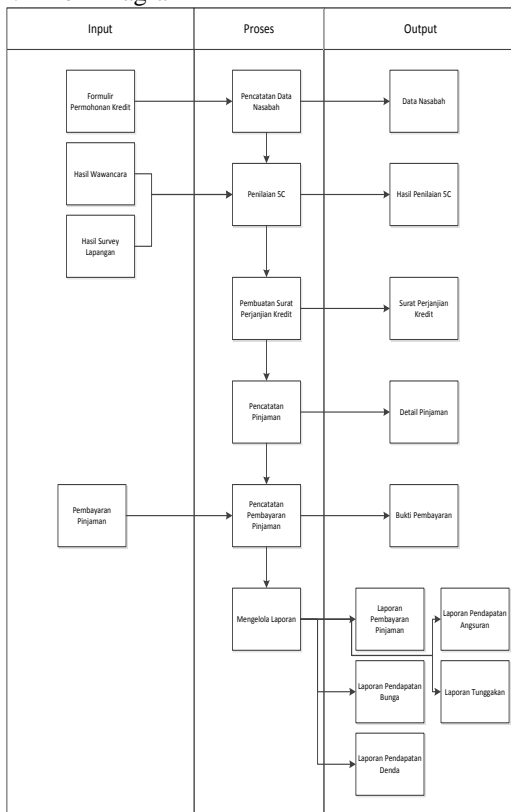 Input
Proses
Output
Formulir
Permohonan Kredit
Pencatatan Data
Nasabah
Data Nasabah
Hasil Wawancara
Penilaian 5C
Hasil Penilaian 5C
Hasil Survey
Lapangan
Pembuatan Surat
Perjanjian Kredit
Surat Perjanjian
Kredit
Pencatatan
Pinjaman
Detail Pinjaman
Pembayaran
Pinjaman
Pencatatan
Pembayaran
Pinjaman
Bukti Pembayaran
Mengelola Laporan
Laporan
Pembayaran
Pinjaman
Laporan Pendapatan
Angsuran
Laporan Pendapatan
Bunga
Laporan Tunggakan
Laporan Pendapatan
Denda